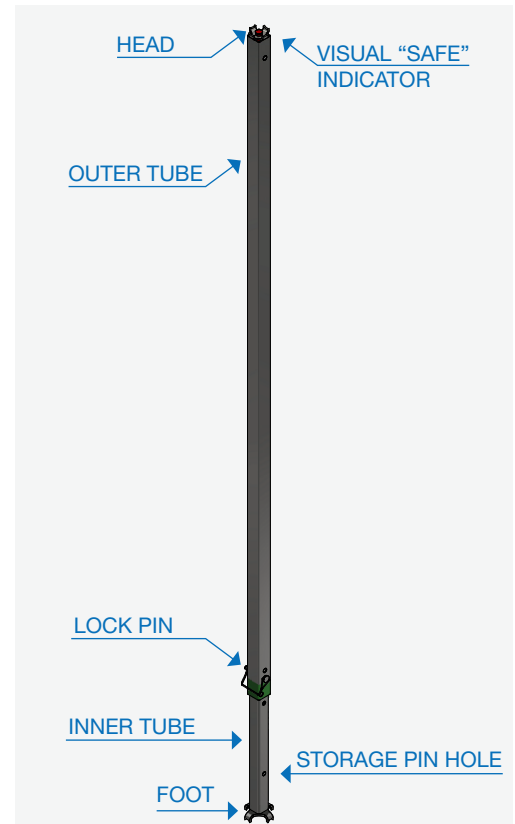 HEAD
VISUAL “SAFE”
INDICATOR
OUTER TUBE
LOCK PIN
INNER TUBE
STORAGE PIN HOLE
FOOT